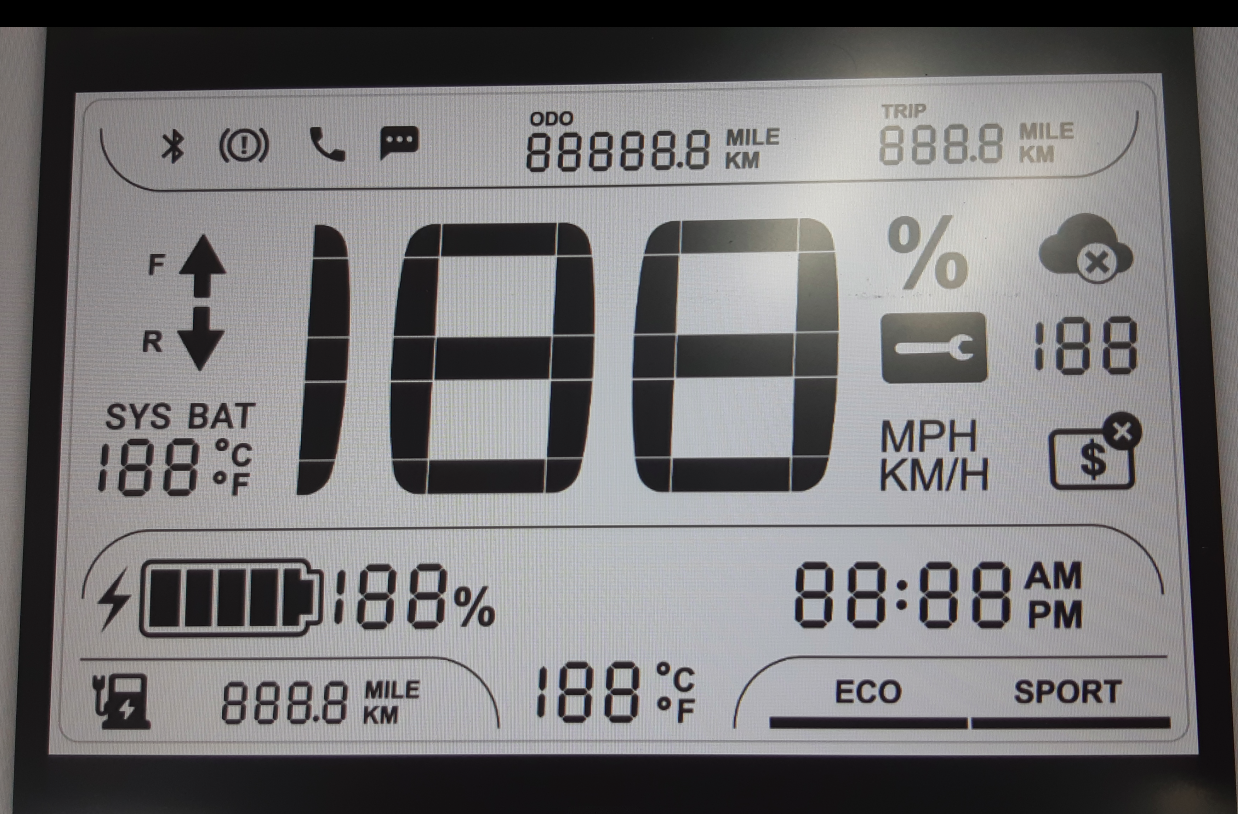 ODO
88888.8 MILE
KM
TRIP
888.8 MILE
KM
F
R
SYS BAT
188 °C
°F
188
%
188
MPH
KM/H
$
188%
88:88 AM
PM
888.8 MILE
KM
188 °C
°F
ECO SPORT